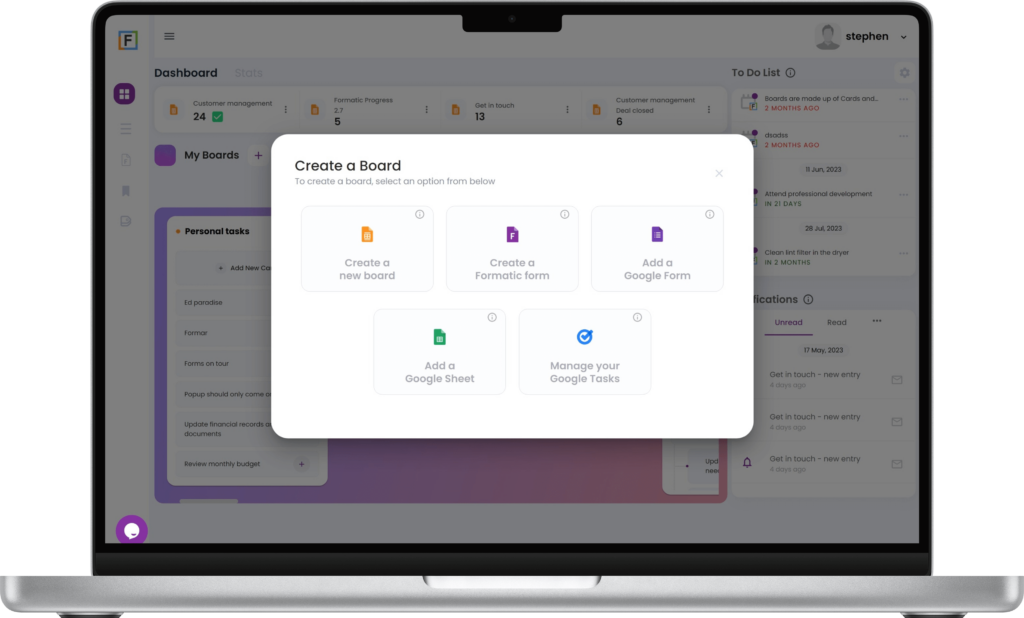 F
stephen
Dashboard
Stats
To Do List
Customer management
24
Formatic Progress
2.7
5
Get in touch
13
Customer management
Deal closed
6
Boards are made up of Cards and...
2 MONTHS AGO
dsadss
2 MONTHS AGO
11 Jun, 2023
Attend professional development
IN 21 DAYS
28 Jul, 2023
Clean lint filter in the dryer
IN 2 MONTHS
My Boards +
Personal tasks
+ Add New Ca
Ed paradise
Formar
Forms on tour
Popup should only come o
Update financial records o
documents
Review monthly budget +
Create a Board
To create a board, select an option from below
Create a
new board
Create a
Formatic form
Add a
Google Form
Add a
Google Sheet
Manage your
Google Tasks
Upd
nee
fications
Unread
Read
17 May, 2023
Get in touch - new entry
4 days ago
Get in touch - new entry
4 days ago
Get in touch - new entry
4 days ago